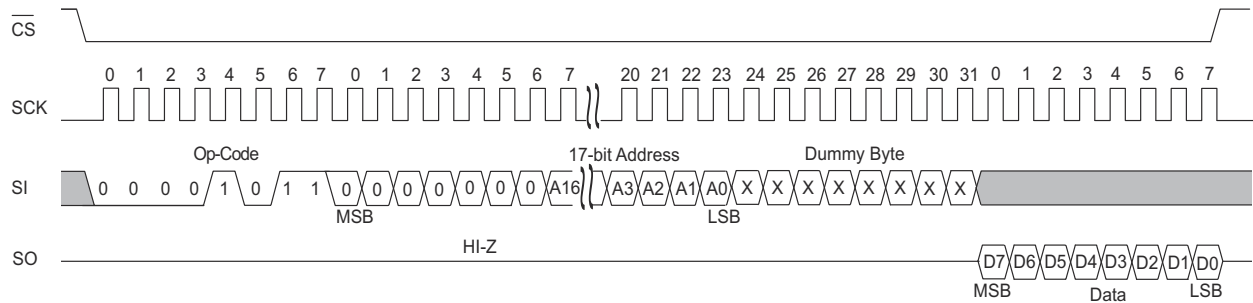 CS
0 1 2 3 4 5 6 7 0 1 2 3 4 5 6 7 20 21 22 23 24 25 26 27 28 29 30 31 0 1 2 3 4 5 6 7
SCK
Op-Code 17-bit Address Dummy Byte
SI 0 0 0 0 1 0 1 1 0 0 0 0 0 0 0 A16 A3 A2 A1 A0 X X X X X X X X
MSB LSB
HI-Z
SO D7 D6 D5 D4 D3 D2 D1 D0
MSB Data LSB